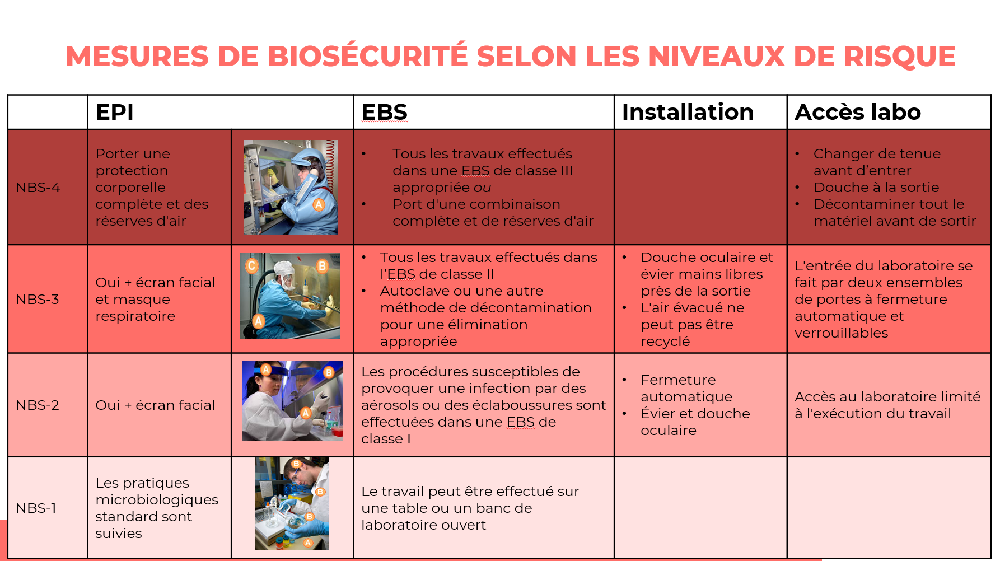 MESURES DE BIOSÉCURITÉ SELON LES NIVEAUX DE RISQUE
EPI
EBS
Installation
Accès labo
NBS-4
Porter une
protection
corporelle
complète et des
réserves d'air
A
• Tous les travaux effectués
dans une EBS de classe III
appropriée ou
• Port d'une combinaison
complète et de réserves d'air
• Changer de tenue
avant d’entrer
• Douche à la sortie
• Décontaminer tout le
matériel avant de sortir
NBS-3
Oui + écran facial
et masque
respiratoire
C
B
A
• Tous les travaux effectués dans
l’EBS de classe II
• Autoclave ou une autre
méthode de décontamination
pour une élimination
appropriée
• Douche oculaire et
évier mains libres
près de la sortie
• L'air évacué ne
peut pas être
recyclé
L'entrée du laboratoire se
fait par deux ensembles
de portes à fermeture
automatique et
verrouillables
NBS-2
Oui + écran facial
A
B
A
Les procédures susceptibles de
provoquer une infection par des
aérosols ou des éclaboussures sont
effectuées dans une EBS de
classe I
• Fermeture
automatique
• Évier et douche
oculaire
Accès au laboratoire limité
à l'exécution du travail
NBS-1
Les pratiques
microbiologiques
standard sont
suivies
B
B
B
A
Le travail peut être effectué sur
une table ou un banc de
laboratoire ouvert